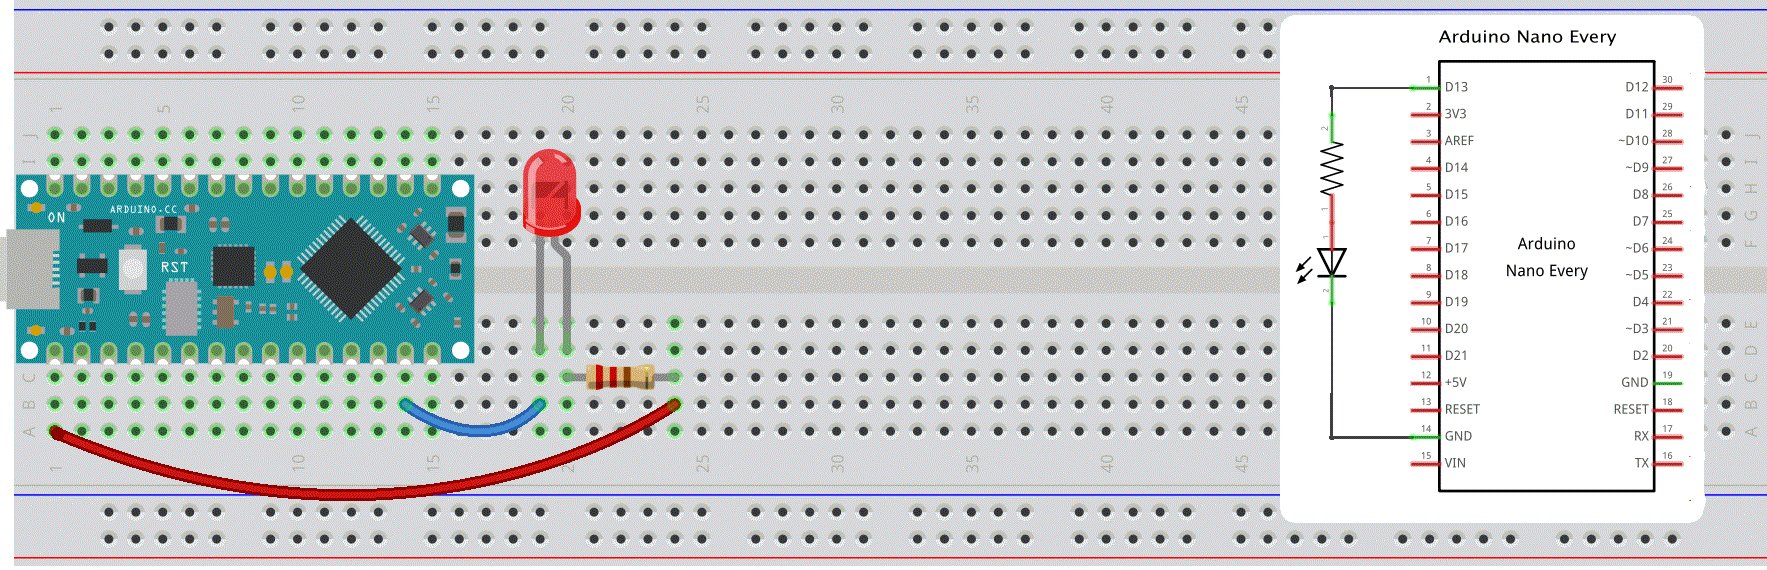 1 5 10 15 20 25 30 35 40 45
J
I
H
G
F
E
D
C
B
A
J
I
ON
ARDUINO.CC
RST
C
B
A
1 10 15 20 25 30 35 40 45
Arduino Nano Every
1 D13 D12 30
2 3V3 D11 29
3 AREF ~D10 28
4 D14 ~D9 27
5 D15 D8 26
6 D16 D7 25
7 D17 ~D6 24
8 D18 ~D5 23
9 D19 D4 22
10 D20 ~D3 21
11 D21 D2 20
12 +5V GND 19
13 RESET RESET 18
14 GND RX 17
15 VIN TX 16
Arduino
Nano Every
2
1
1
2